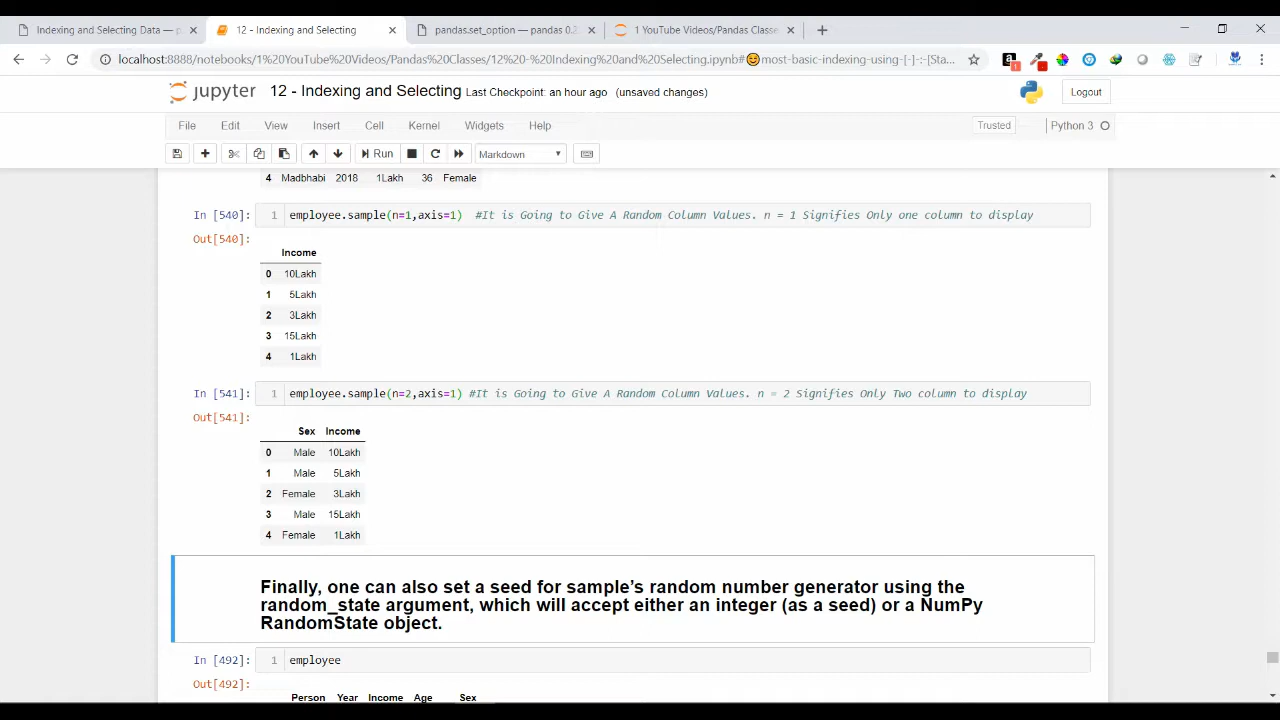 Indexing and Selecting Data — p
12 - Indexing and Selecting
pandas.set_option — pandas 0.2
1 YouTube Videos/Pandas Classe
localhost:8888/notebooks/1%20YouTube%20Videos/Pandas%20Classe/12%20-%20Indexing%20and%20Selecting.ipynb#😊most-basic-indexing-using-[-]-:-[Sta...
jupyter 12 - Indexing and Selecting Last Checkpoint: an hour ago (unsaved changes)
Logout
File Edit View Insert Cell Kernel Widgets Help
Trusted
Python 3
Run
Markdown
4 Madbhabi 2018 1Lakh 36 Female
In [540]: 1 employee.sample(n=1,axis=1) #It is Going to Give A Random Column Values. n = 1 Signifies Only one column to display
Out[540]:
Income
0 10Lakh
1 5Lakh
2 3Lakh
3 15Lakh
4 1Lakh
In [541]: 1 employee.sample(n=2,axis=1) #It is Going to Give A Random Column Values. n = 2 Signifies Only Two column to display
Out[541]:
Sex Income
0 Male 10Lakh
1 Male 5Lakh
2 Female 3Lakh
3 Male 15Lakh
4 Female 1Lakh
Finally, one can also set a seed for sample’s random number generator using the
random_state argument, which will accept either an integer (as a seed) or a NumPy
RandomState object.
In [492]: 1 employee
Out[492]:
Person Year Income Age Sex